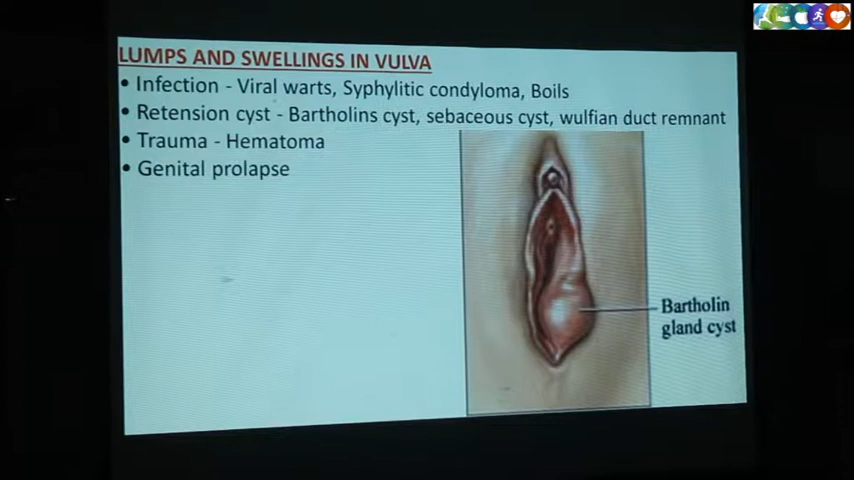 LUMPS AND SWELLINGS IN VULVA
• Infection - Viral warts, Syphylitic condyloma, Boils
• Retension cyst - Bartholins cyst, sebaceous cyst, wulfian duct remnant
• Trauma - Hematoma
• Genital prolapse
Bartholin
gland cyst